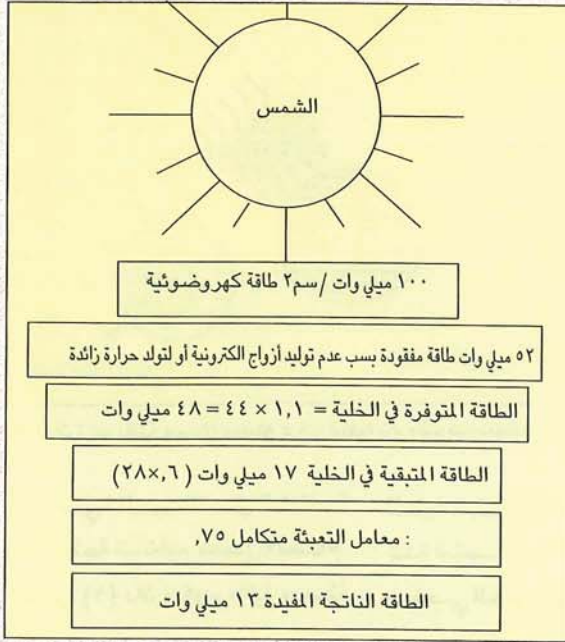 الشمس
١٠٠ ميلي وات /سم٢ طاقة كهروضوئية
٥٢ ميلي وات طاقة مفقودة بسب عدم توليد أزواج الكترونية أو لتولد حرارة زائدة
الطاقة المتوفرة في الخلية = ١,١ × ٤٤ = ٤٨ ميلي وات
الطاقة المتبقية في الخلية ١٧ ميلي وات (٦, × ٢٨)
: معامل التعبئة متكامل ٧٥,
الطاقة الناتجة المفيدة ١٣ ميلي وات